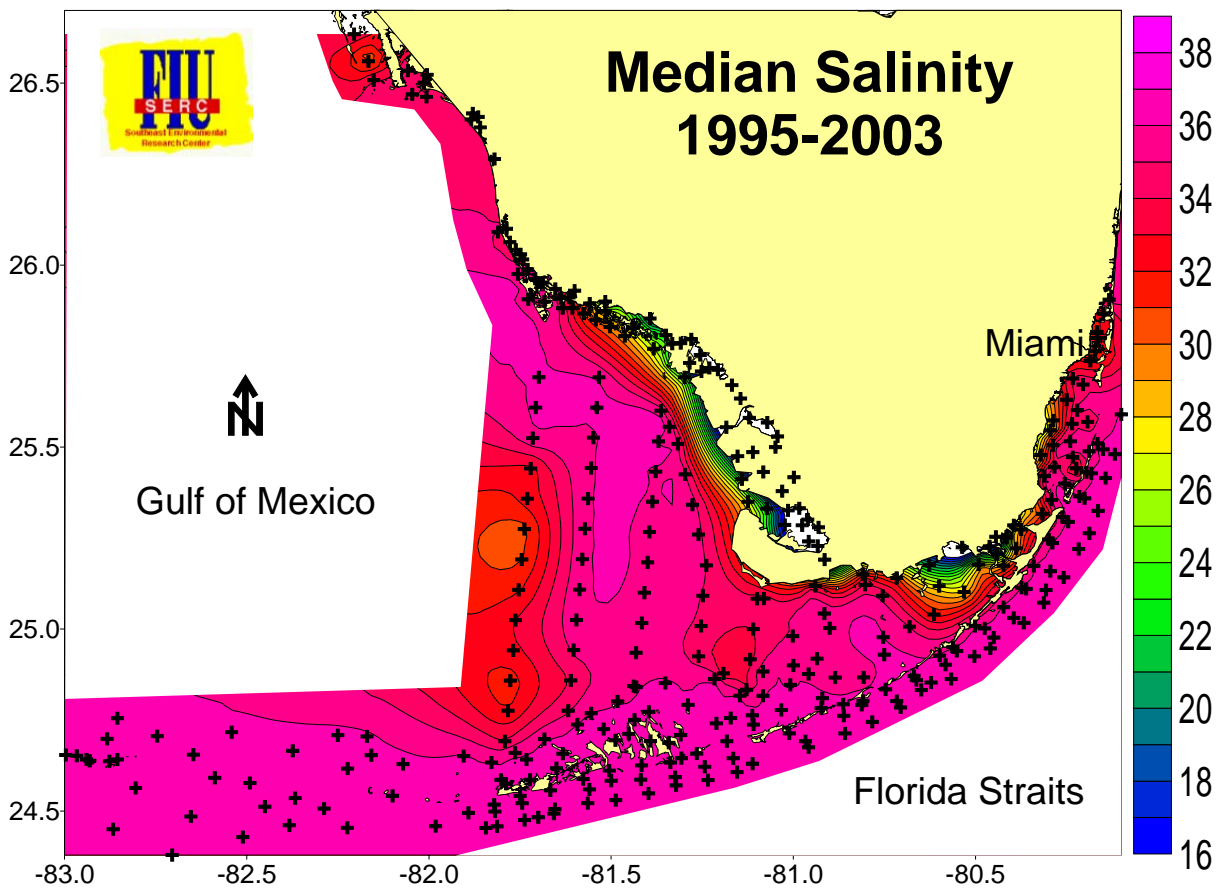 FIU
SERC
Southeast Environmental
Research Center
Median Salinity
1995-2003
Miami
N
Gulf of Mexico
Florida Straits
26.5
26.0
25.5
25.0
24.5
-83.0
-82.5
-82.0
-81.5
-81.0
-80.5
38
36
34
32
30
28
26
24
22
20
18
16